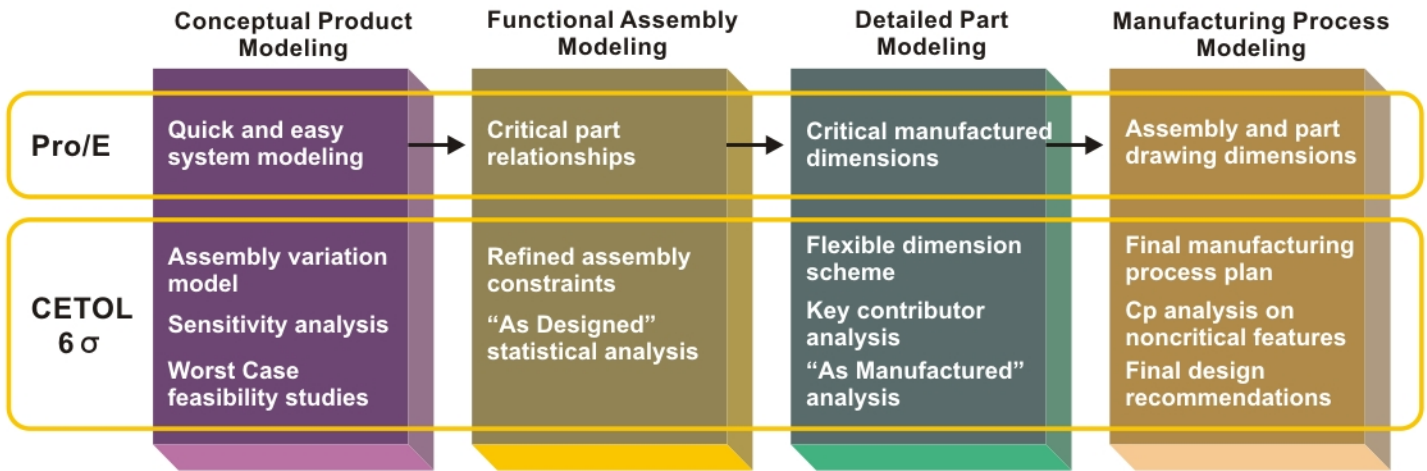 Conceptual Product
Modeling
Functional Assembly
Modeling
Detailed Part
Modeling
Manufacturing Process
Modeling
Pro/E
Quick and easy
system modeling
Critical part
relationships
Critical manufactured
dimensions
Assembly and part
drawing dimensions
CETOL
6 σ
Assembly variation
model
Sensitivity analysis
Worst Case
feasibility studies
Refined assembly
constraints
“As Designed”
statistical analysis
Flexible dimension
scheme
Key contributor
analysis
“As Manufactured”
analysis
Final manufacturing
process plan
Cp analysis on
noncritical features
Final design
recommendations